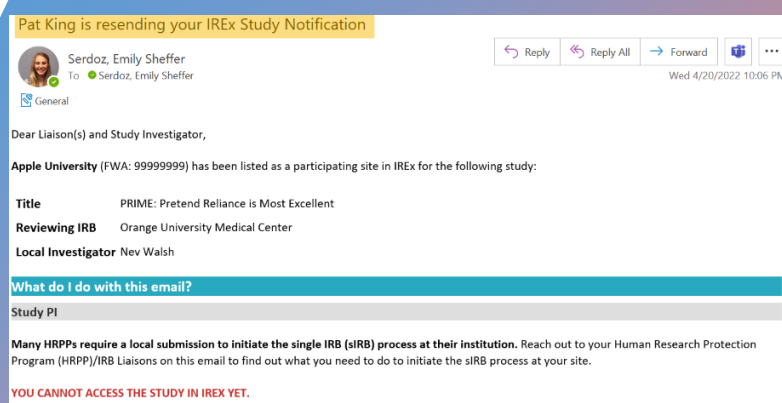 Pat King is resending your IREx Study Notification
Serdoz, Emily Sheffer
To Serdoz, Emily Sheffer
Reply Reply All Forward
Wed 4/20/2022 10:06 PM
General
Dear Liaison(s) and Study Investigator,
Apple University (FWA: 99999999) has been listed as a participating site in IREx for the following study:
Title PRIME: Pretend Reliance is Most Excellent
Reviewing IRB Orange University Medical Center
Local Investigator Nev Walsh
What do I do with this email?
Study PI
Many HRPPs require a local submission to initiate the single IRB (sIRB) process at their institution. Reach out to your Human Research Protection
Program (HRPP)/IRB Liaisons on this email to find out what you need to do to initiate the sIRB process at your site.
YOU CANNOT ACCESS THE STUDY IN IREX YET.